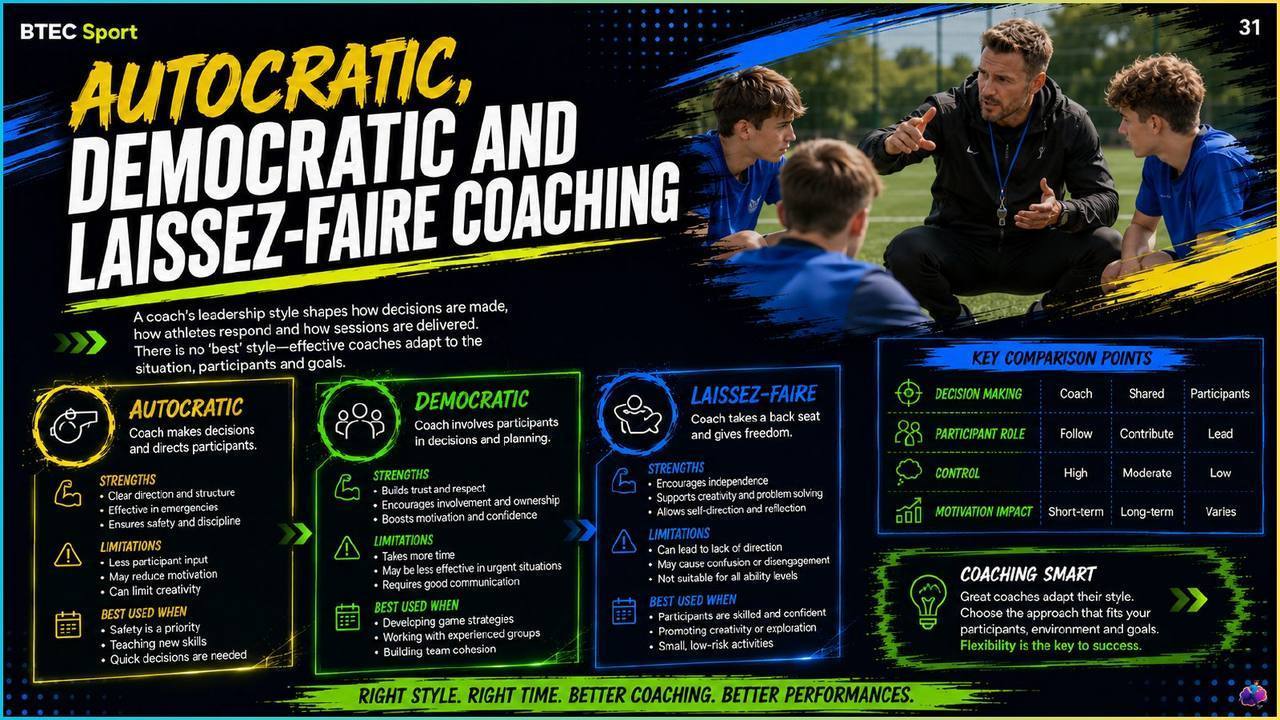 BTEC Sport
31
AUTOCRATIC,
DEMOCRATIC AND
LAISSEZ-FAIRE COACHING
A coach's leadership style shapes how decisions are made,
how athletes respond and how sessions are delivered.
There is no 'best' style—effective coaches adapt to the
situation, participants and goals.
AUTOCRATIC
Coach makes decisions
and directs participants.
STRENGTHS
• Clear direction and structure
• Effective in emergencies
• Ensures safety and discipline
LIMITATIONS
• Less participant input
• May reduce motivation
• Can limit creativity
BEST USED WHEN
• Safety is a priority
• Teaching new skills
• Quick decisions are needed
DEMOCRATIC
Coach involves participants
in decisions and planning.
STRENGTHS
• Builds trust and respect
• Encourages involvement and ownership
• Boosts motivation and confidence
LIMITATIONS
• Takes more time
• May be less effective in urgent situations
• Requires good communication
BEST USED WHEN
• Developing game strategies
• Working with experienced groups
• Building team cohesion
LAISSEZ-FAIRE
Coach takes a back seat
and gives freedom.
STRENGTHS
• Encourages independence
• Supports creativity and problem solving
• Allows self-direction and reflection
LIMITATIONS
• Can lead to lack of direction
• May cause confusion or disengagement
• Not suitable for all ability levels
BEST USED WHEN
• Participants are skilled and confident
• Promoting creativity or exploration
• Small, low-risk activities
KEY COMPARISON POINTS
DECISION MAKING Coach Shared Participants
PARTICIPANT ROLE Follow Contribute Lead
CONTROL High Moderate Low
MOTIVATION IMPACT Short-term Long-term Varies
COACHING SMART
Great coaches adapt their style.
Choose the approach that fits your
participants, environment and goals.
Flexibility is the key to success.
RIGHT STYLE. RIGHT TIME. BETTER COACHING. BETTER PERFORMANCES.